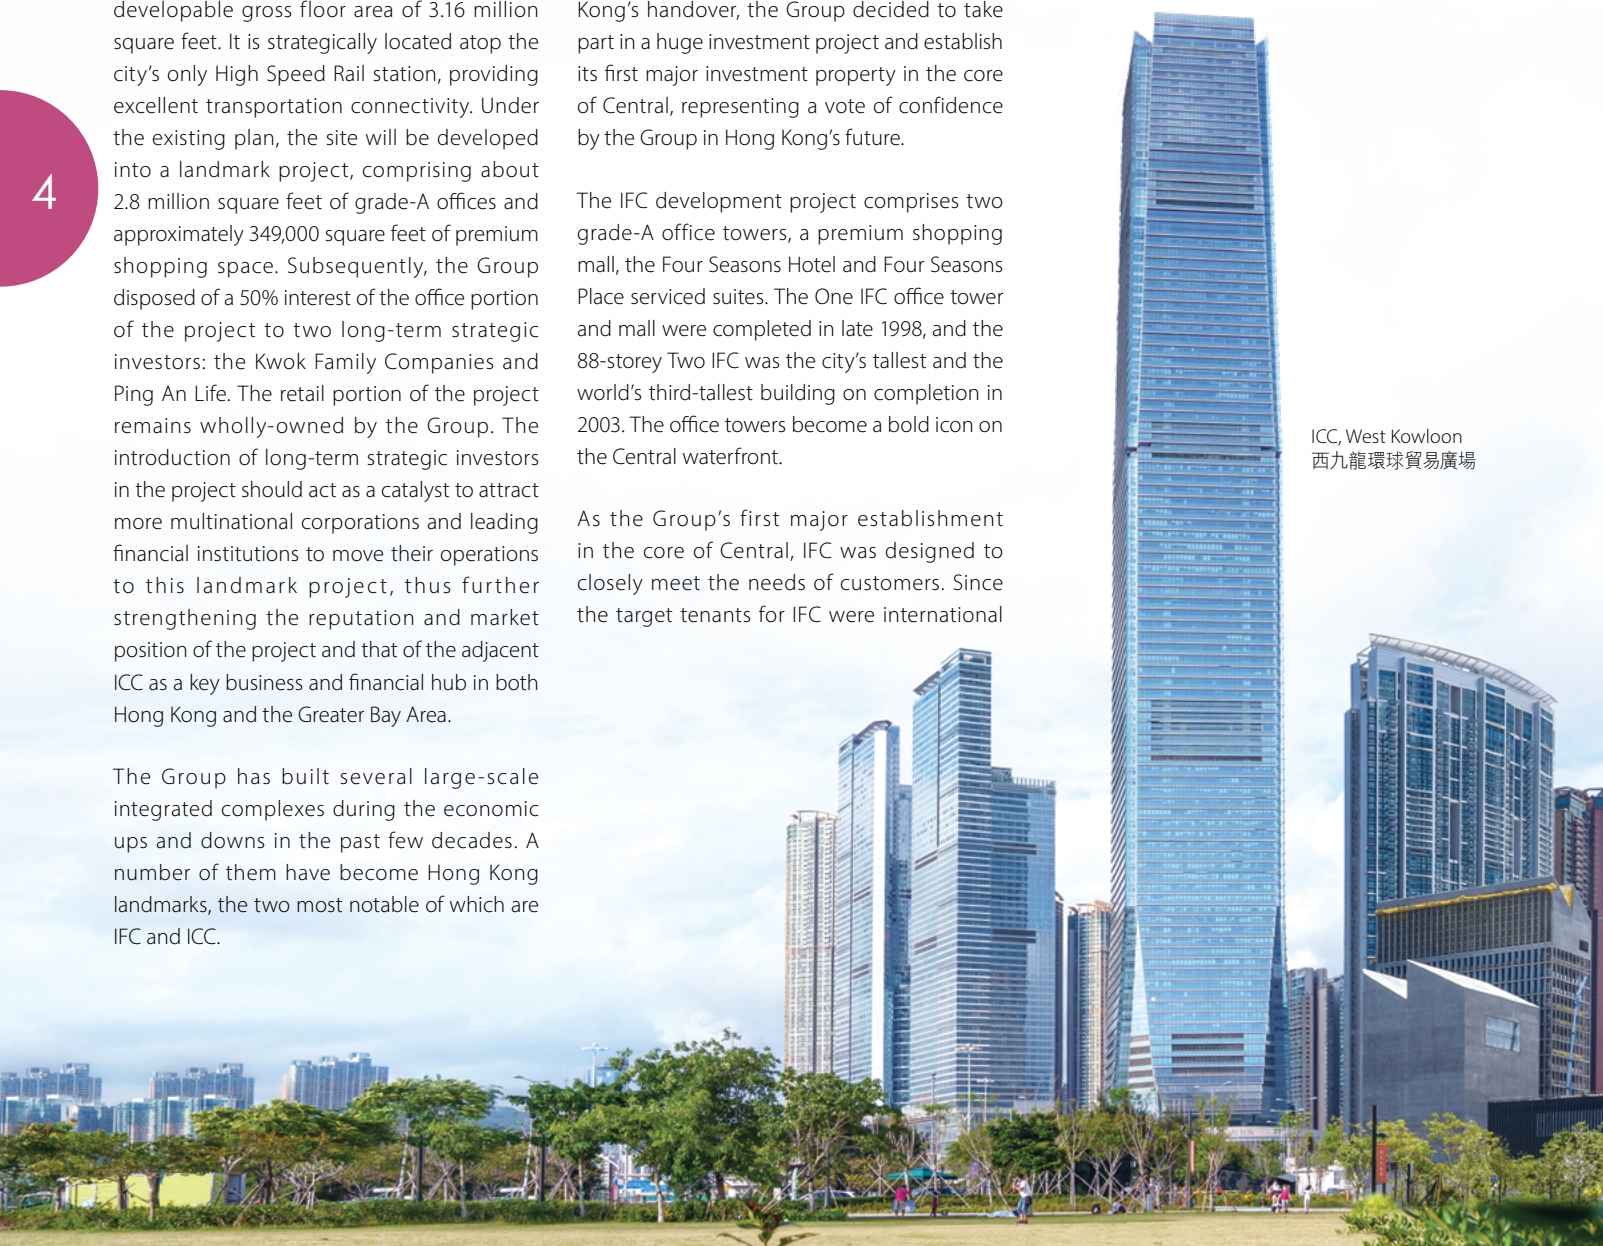 developable gross floor area of 3.16 million
square feet. It is strategically located atop the
city’s only High Speed Rail station, providing
excellent transportation connectivity. Under
the existing plan, the site will be developed
into a landmark project, comprising about
2.8 million square feet of grade-A offices and
approximately 349,000 square feet of premium
shopping space. Subsequently, the Group
disposed of a 50% interest of the office portion
of the project to two long-term strategic
investors: the Kwok Family Companies and
Ping An Life. The retail portion of the project
remains wholly-owned by the Group. The
introduction of long-term strategic investors
in the project should act as a catalyst to attract
more multinational corporations and leading
financial institutions to move their operations
to this landmark project, thus further
strengthening the reputation and market
position of the project and that of the adjacent
ICC as a key business and financial hub in both
Hong Kong and the Greater Bay Area.
The Group has built several large-scale
integrated complexes during the economic
ups and downs in the past few decades. A
number of them have become Hong Kong
landmarks, the two most notable of which are
IFC and ICC.
Kong’s handover, the Group decided to take
part in a huge investment project and establish
its first major investment property in the core
of Central, representing a vote of confidence
by the Group in Hong Kong’s future.
The IFC development project comprises two
grade-A office towers, a premium shopping
mall, the Four Seasons Hotel and Four Seasons
Place serviced suites. The One IFC office tower
and mall were completed in late 1998, and the
88-storey Two IFC was the city’s tallest and the
world’s third-tallest building on completion in
2003. The office towers become a bold icon on
the Central waterfront.
As the Group’s first major establishment
in the core of Central, IFC was designed to
closely meet the needs of customers. Since
the target tenants for IFC were international
4
ICC, West Kowloon
西九龍環球貿易廣場